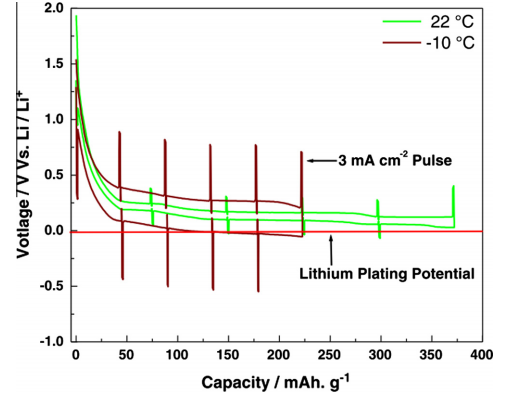 2.0
1.5
1.0
0.5
0.0
-0.5
-1.0
Votlage / V Vs. Li / Li⁺
22 °C
-10 °C
3 mA cm⁻² Pulse
Lithium Plating Potential
0 50 100 150 200 250 300 350 400
Capacity / mAh. g⁻¹